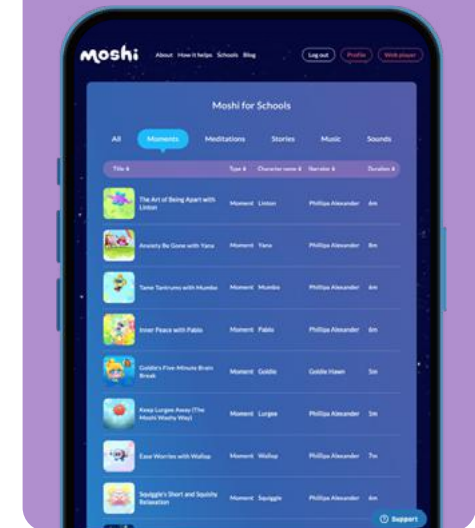 Moshi About How it helps Schools Blog Log out Profile Web player
Moshi for Schools
All Moments Meditations Stories Music Sounds
Title Type Character name Narrator Duration
The Art of Being Apart with
Linton
Moment Linton Phillipa Alexander 6m
Anxiety Be Gone with Yana Moment Yana Phillipa Alexander 8m
Tame Tantrums with Mumbo Moment Mumbo Phillipa Alexander 6m
Inner Peace with Pablo Moment Pablo Phillipa Alexander 6m
Goldie's Five-Minute Brain
Break
Moment Goldie Goldie Hawn 5m
Keep Lurgee Away (The
Moshi Washy Way)
Moment Lurgee Phillipa Alexander 5m
Ease Worries with Wallop Moment Wallop Phillipa Alexander 7m
Squiggle's Short and Squishy
Relaxation
Moment Squiggle Phillipa Alexander 6m
Support